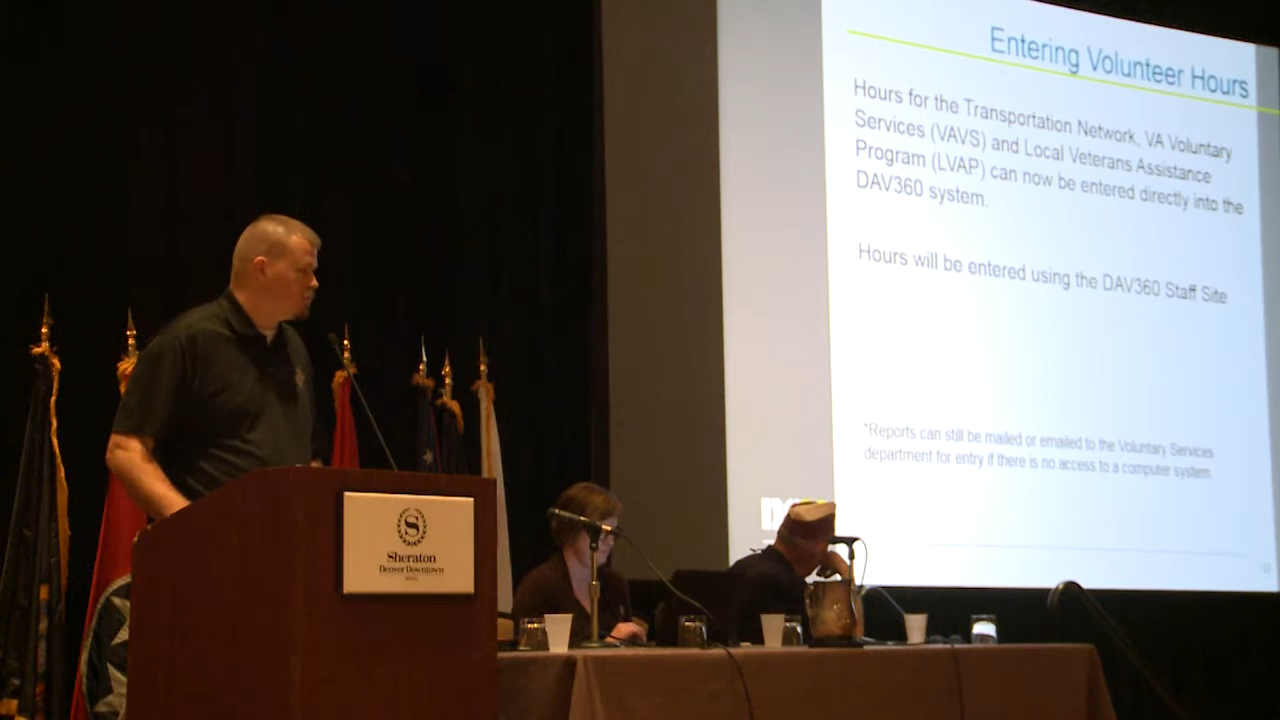 Entering Volunteer Hours
Hours for the Transportation Network, VA Voluntary
Services (VAVS) and Local Veterans Assistance
Program (LVAP) can now be entered directly into the
DAV360 system.
Hours will be entered using the DAV360 Staff Site
*Reports can still be mailed or emailed to the Voluntary Services
department for entry if there is no access to a computer system.
S
Sheraton
Denver Downtown